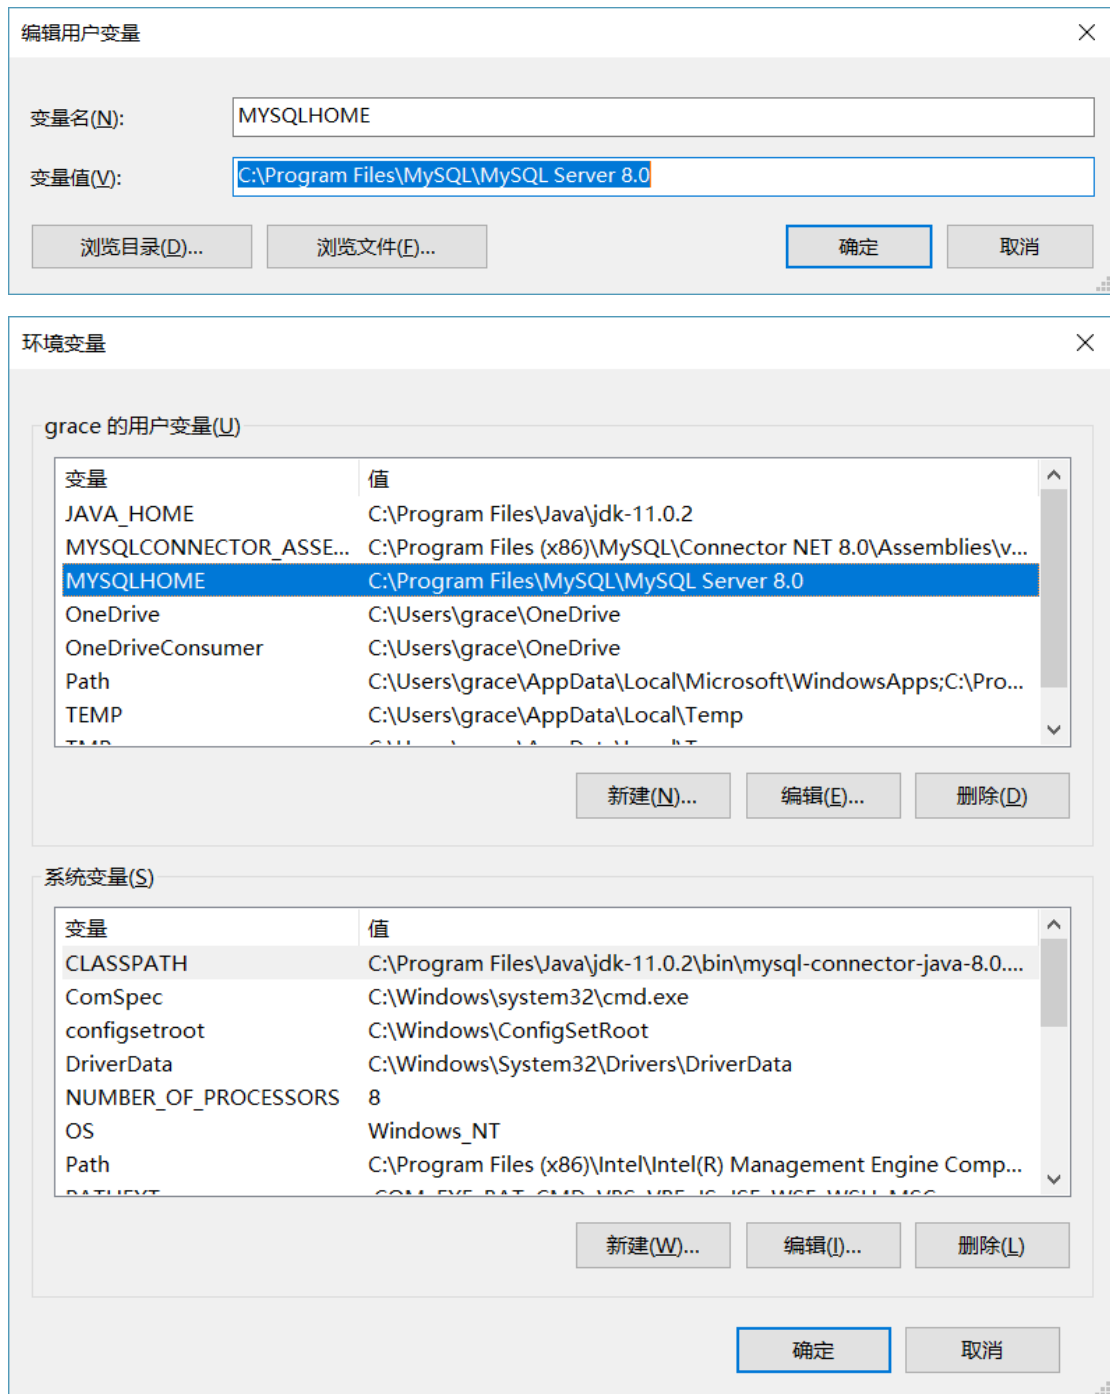 编辑用户变量
变量名(N):
MYSQLHOME
变量值(V):
C:\Program Files\MySQL\MySQL Server 8.0
浏览目录(D)... 浏览文件(F)... 确定 取消
环境变量
grace 的用户变量(U)
变量 值
JAVA_HOME C:\Program Files\Java\jdk-11.0.2
MYSQLCONNECTOR_ASSE... C:\Program Files (x86)\MySQL\Connector NET 8.0\Assemblies\v...
MYSQLHOME C:\Program Files\MySQL\MySQL Server 8.0
OneDrive C:\Users\grace\OneDrive
OneDriveConsumer C:\Users\grace\OneDrive
Path C:\Users\grace\AppData\Local\Microsoft\WindowsApps;C:\Pro...
TEMP C:\Users\grace\AppData\Local\Temp
新建(N)... 编辑(E)... 删除(D)
系统变量(S)
变量 值
CLASSPATH C:\Program Files\Java\jdk-11.0.2\bin\mysql-connector-java-8.0....
ComSpec C:\Windows\system32\cmd.exe
configsetroot C:\Windows\ConfigSetRoot
DriverData C:\Windows\System32\Drivers\DriverData
NUMBER_OF_PROCESSORS 8
OS Windows_NT
Path C:\Program Files (x86)\Intel\Intel(R) Management Engine Comp...
新建(W)... 编辑(I)... 删除(L)
确定 取消